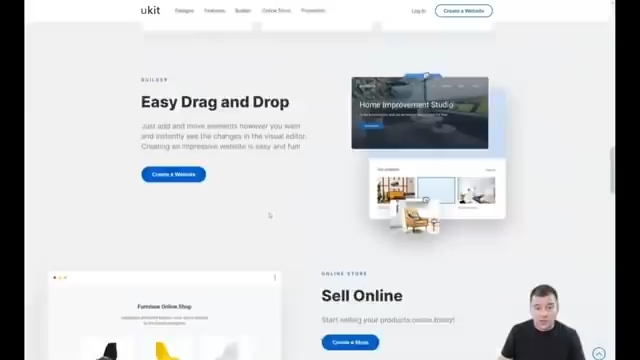 ukit
Designs Features Builder Online Store
Log In Create a Website
BUILDER
Easy Drag and Drop
Just add and move elements however you want
and instantly see the changes in the visual editor.
Creating an impressive website is easy and fun!
Create a Website
Home Improvement Studio
Our projects
ONLINE STORE
Sell Online
Start selling your products online today!
Create a Store
Furniture Online Shop